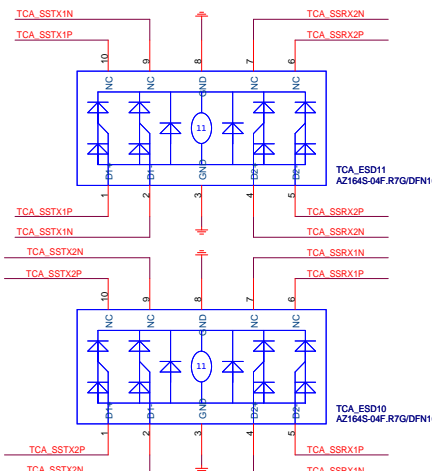 TCA_SSTX1N
TCA_SSRX2N
TCA_SSTX1P
TCA_SSRX2P
10 9 8 7 6
NC NC GND NC NC
11
D1+ D1- GND D2+ D2-
TCA_ESD11
AZ164S-04F.R7G/DFN1
1 2 3 4 5
TCA_SSTX1P
TCA_SSRX2P
TCA_SSTX1N
TCA_SSRX2N
TCA_SSTX2N
TCA_SSRX1N
TCA_SSTX2P
TCA_SSRX1P
10 9 8 7 6
NC NC GND NC NC
11
D1+ D1- GND D2+ D2-
TCA_ESD10
AZ164S-04F.R7G/DFN1
1 2 3 4 5
TCA_SSTX2P
TCA_SSRX1P
TCA_SSTX2N
TCA_SSRX1N